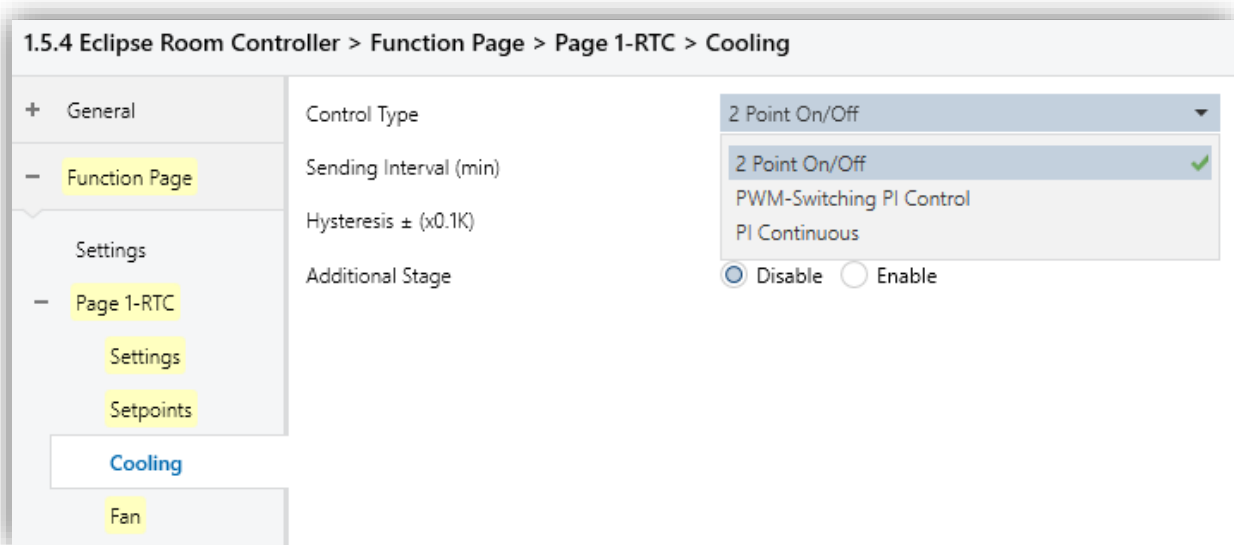 1.5.4 Eclipse Room Controller > Function Page > Page 1-RTC > Cooling
+ General
− Function Page
Settings
− Page 1-RTC
Settings
Setpoints
Cooling
Fan
Control Type
2 Point On/Off
2 Point On/Off
PWM-Switching PI Control
PI Continuous
Sending Interval (min)
Hysteresis ± (x0.1K)
Additional Stage
Disable Enable